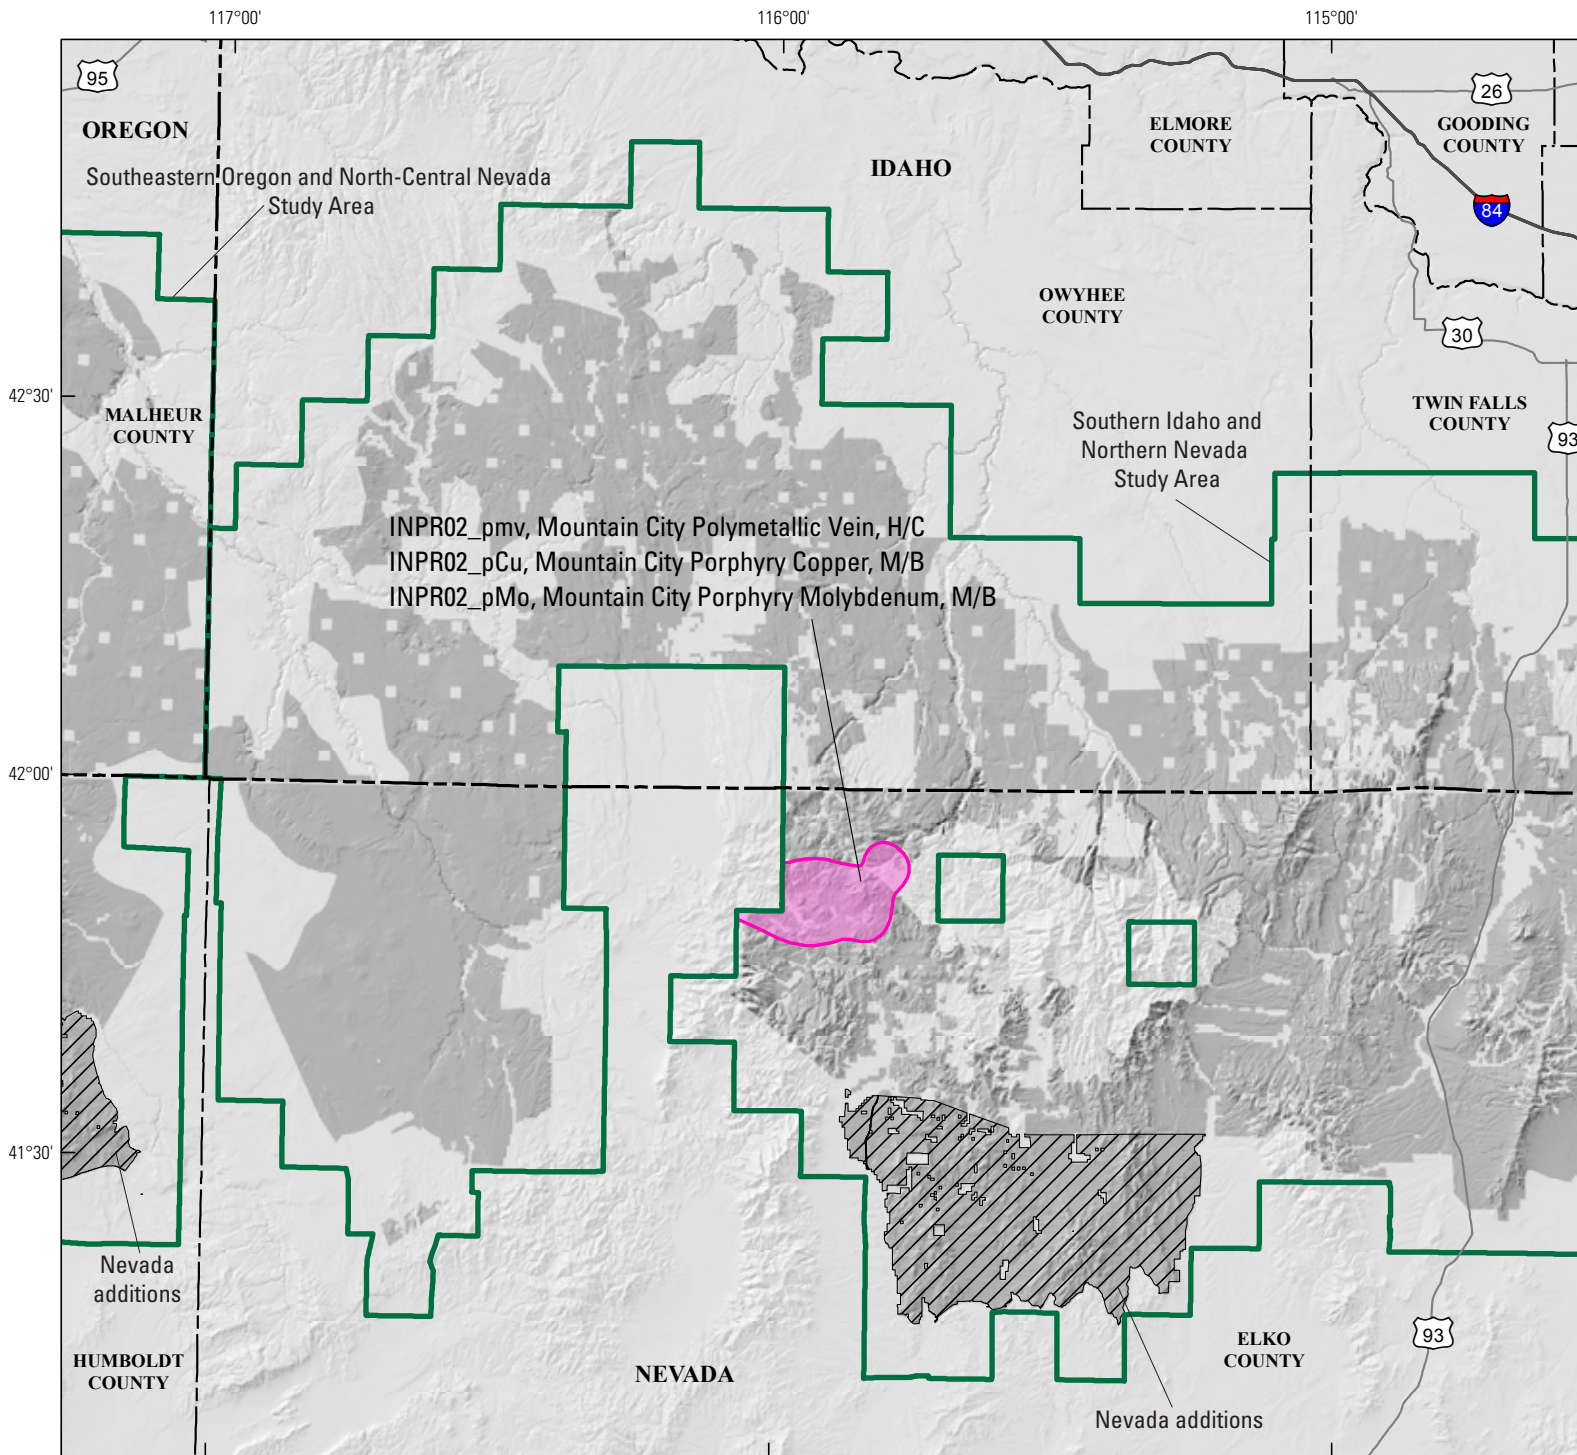 117°00'
116°00'
115°00'
95
26
OREGON
ELMORE
COUNTY
GOODING
COUNTY
IDAHO
Southeastern Oregon and North-Central Nevada
Study Area
84
OWYHEE
COUNTY
30
42°30'
MALHEUR
COUNTY
TWIN FALLS
COUNTY
93
Southern Idaho and
Northern Nevada
Study Area
INPR02_pmv, Mountain City Polymetallic Vein, H/C
INPR02_pCu, Mountain City Porphyry Copper, M/B
INPR02_pMo, Mountain City Porphyry Molybdenum, M/B
42°00'
41°30'
Nevada
additions
93
HUMBOLDT
COUNTY
NEVADA
ELKO
COUNTY
Nevada additions